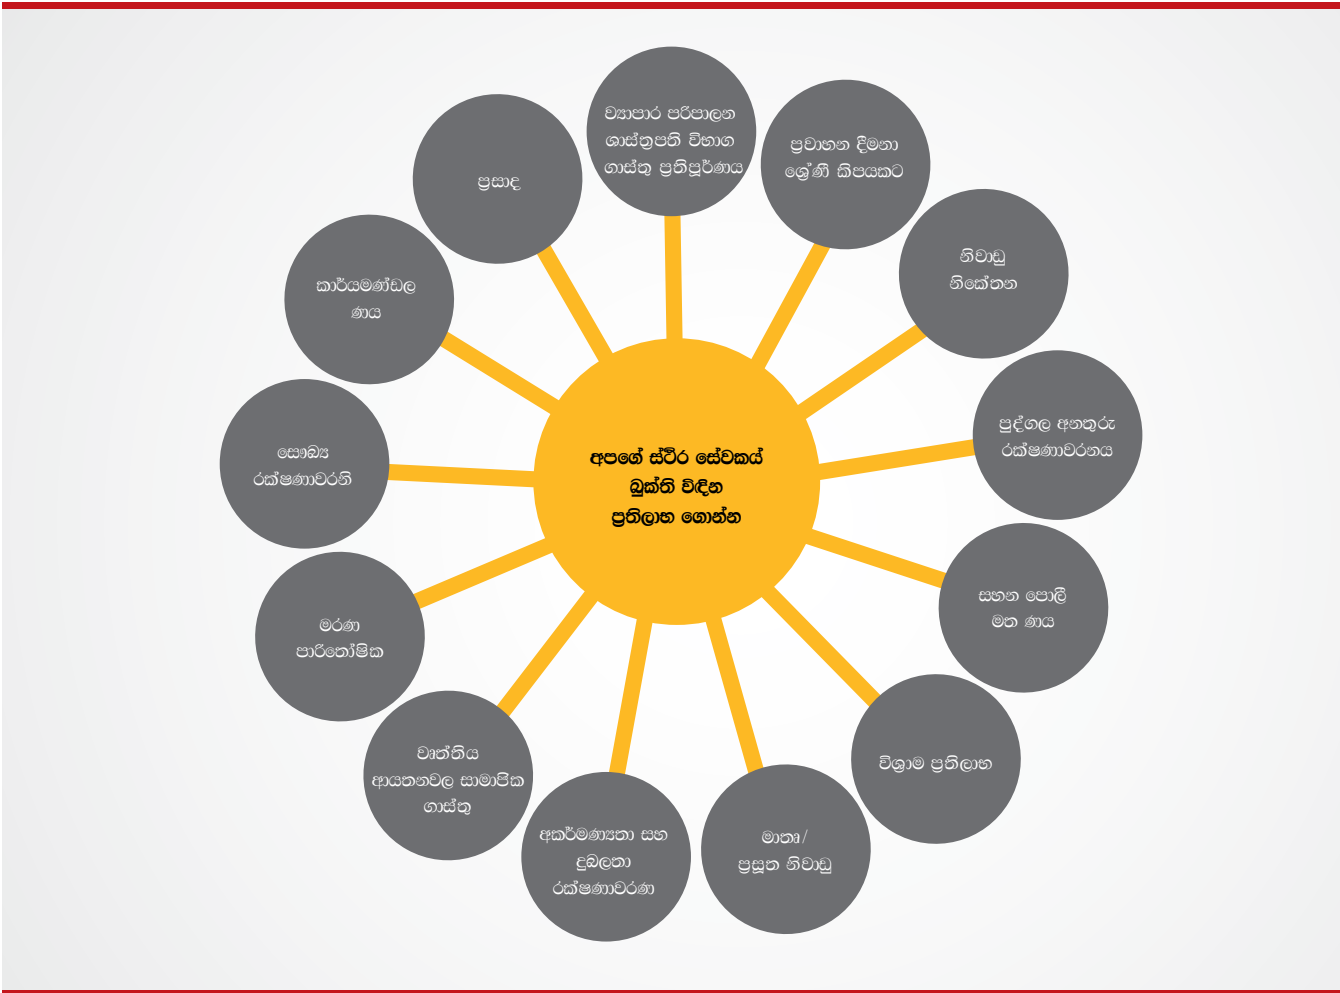 අපගේ ස්ථිර සේවකය්
බුක්ති විඳින
ප්‍රතිලාභ ගොන්න
ව්‍යාපාර පරිපාලන
ශාස්ත්‍රපති විභාග
ගාස්තු ප්‍රතිපූර්ණය
ප්‍රවාහන දීමනා
ශ්‍රේණී කිපයකට
නිවාඩු
නිකේතන
පුද්ගල අනතුරු
රක්ෂණාවරනය
සහන පොලී
මත ණය
විශ්‍රාම ප්‍රතිලාභ
මාතෘ/
ප්‍රසූත නිවාඩු
අකර්මණ්‍යතා සහ
දුබලතා
රක්ෂණාවරණ
වෘත්තිය
ආයතනවල සාමාජික
ගාස්තු
මරණ
පාරිතෝෂික
සෞඛ්‍ය
රක්ෂණාවරනි
කාර්යමණ්ඩල
ණය
ප්‍රසාද